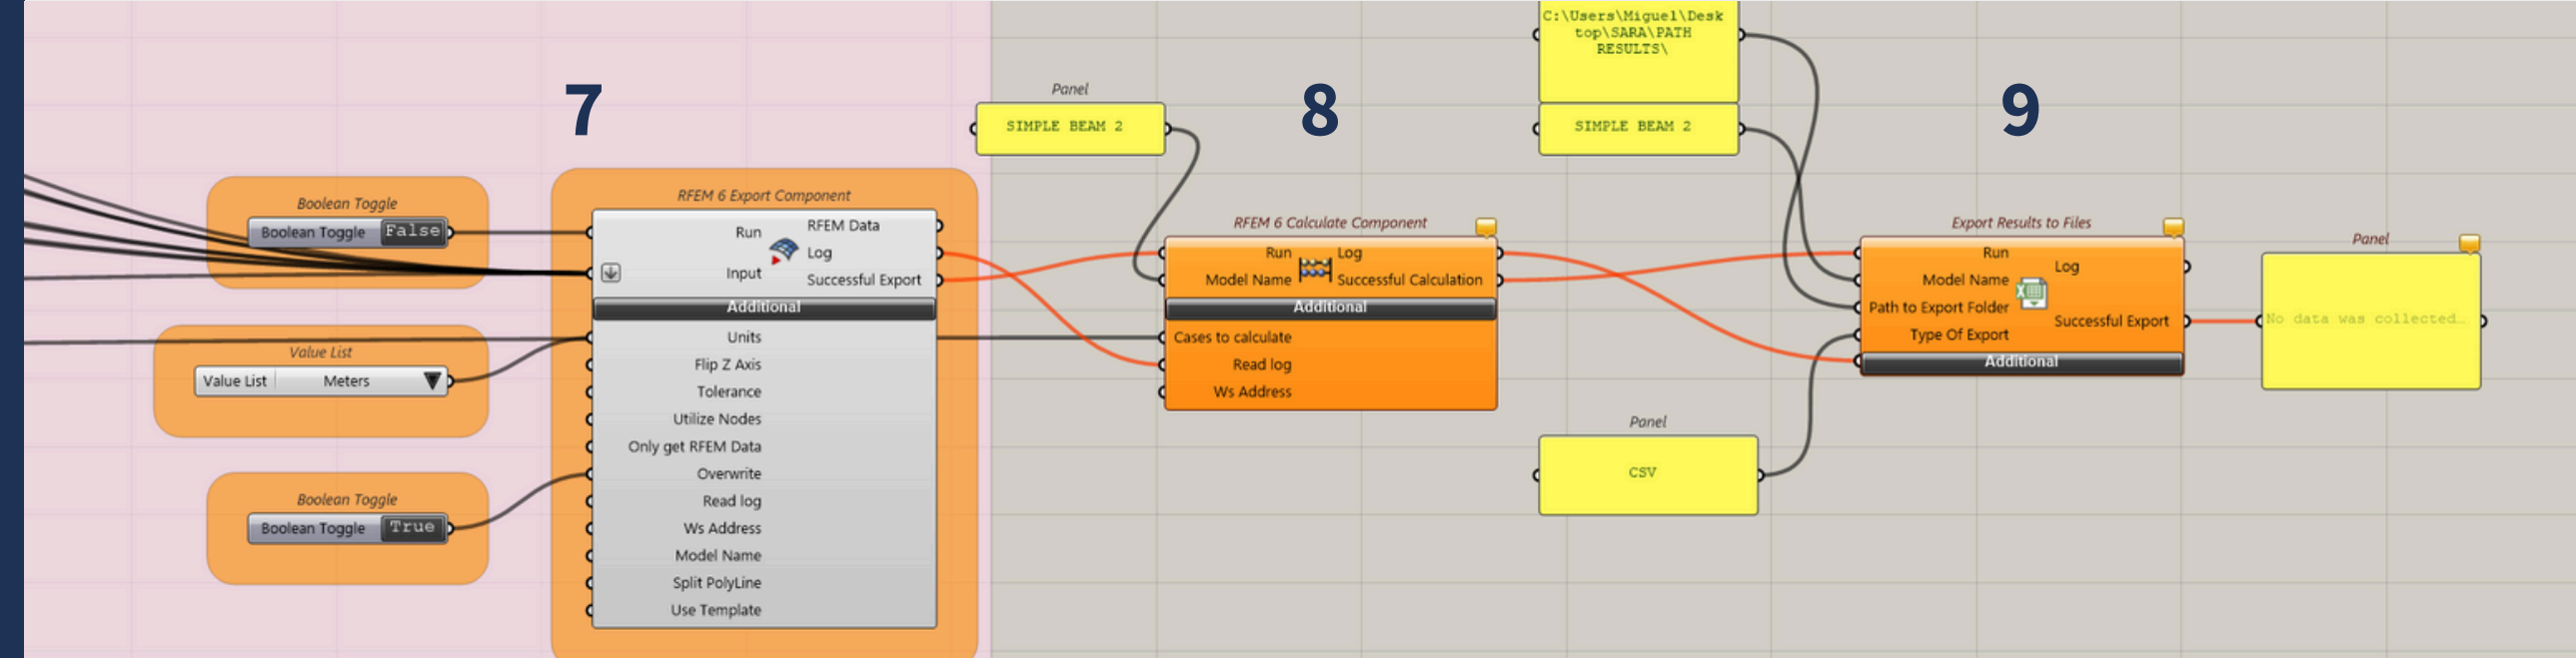 7
Boolean Toggle
Boolean Toggle False
Value List
Value List Meters
Boolean Toggle
Boolean Toggle True
RFEM 6 Export Component
Run
Input
RFEM Data
Log
Successful Export
Additional
Units
Flip Z Axis
Tolerance
Utilize Nodes
Only get RFEM Data
Overwrite
Read log
Ws Address
Model Name
Split PolyLine
Use Template
Panel
SIMPLE BEAM 2
8
RFEM 6 Calculate Component
Run
Model Name
Log
Successful Calculation
Additional
Cases to calculate
Read log
Ws Address
C:\Users\Miguel\Desk
top\SARA\PATH
RESULTS\
SIMPLE BEAM 2
Panel
CSV
9
Export Results to Files
Run
Model Name
Path to Export Folder
Type Of Export
Log
Successful Export
Additional
Panel
No data was collected…